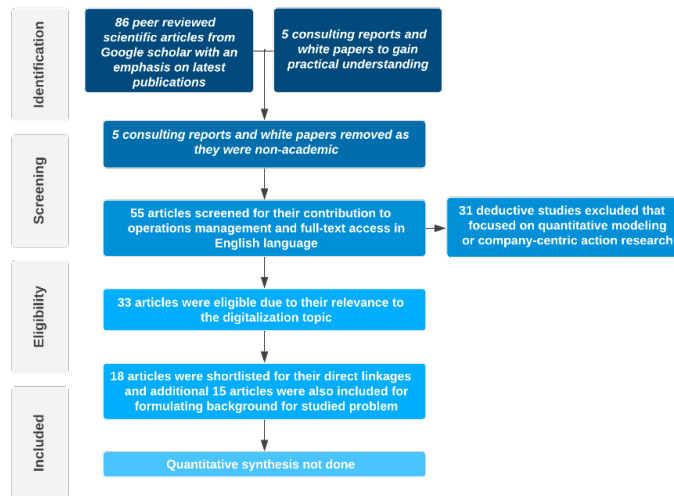 Identification
86 peer reviewed
scientific articles from
Google scholar with an
emphasis on latest
publications
5 consulting reports and
white papers to gain
practical understanding
5 consulting reports and white papers removed as
they were non-academic
Screening
55 articles screened for their contribution to
operations management and full-text access in
English language
31 deductive studies excluded that
focused on quantitative modeling
or company-centric action research
Eligibility
33 articles were eligible due to their relevance to
the digitalization topic
18 articles were shortlisted for their direct linkages
and additional 15 articles were also included for
formulating background for studied problem
Included
Quantitative synthesis not done